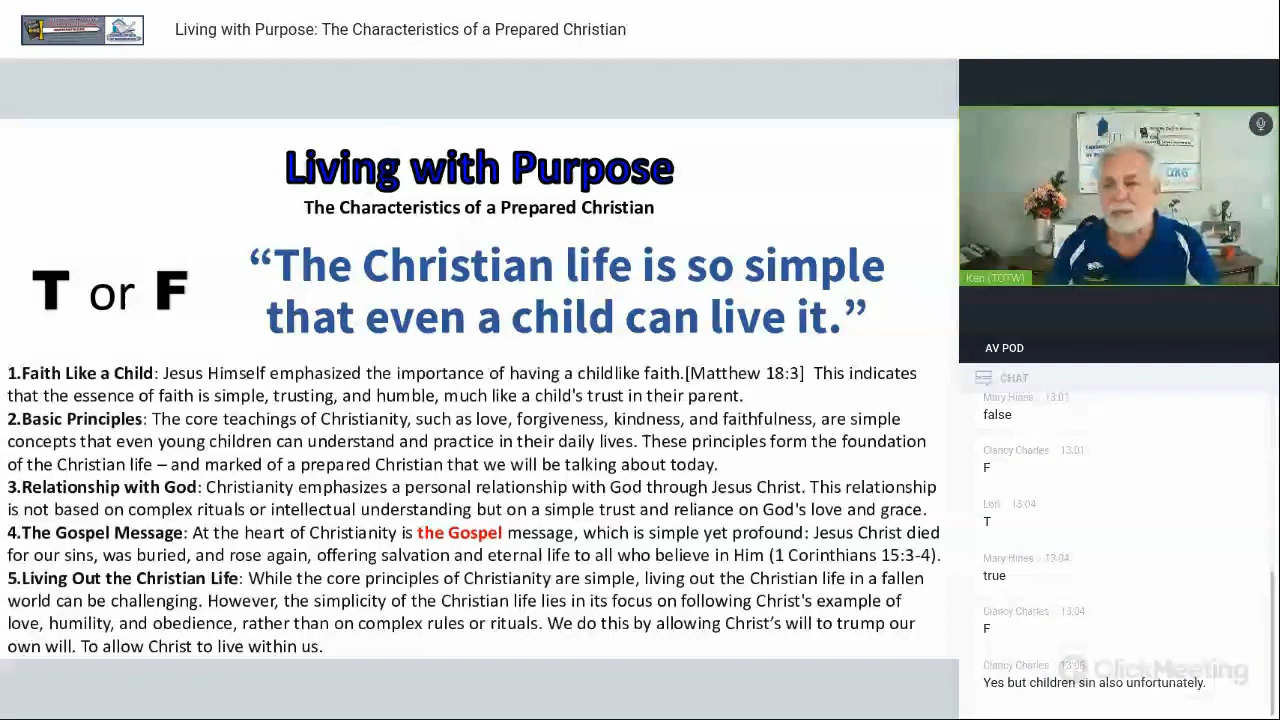 Living with Purpose: The Characteristics of a Prepared Christian
Living with Purpose
The Characteristics of a Prepared Christian
T or F
“The Christian life is so simple
that even a child can live it.”
1.Faith Like a Child: Jesus Himself emphasized the importance of having a childlike faith.[Matthew 18:3] This indicates
that the essence of faith is simple, trusting, and humble, much like a child's trust in their parent.
2.Basic Principles: The core teachings of Christianity, such as love, forgiveness, kindness, and faithfulness, are simple
concepts that even young children can understand and practice in their daily lives. These principles form the foundation
of the Christian life – and marked of a prepared Christian that we will be talking about today.
3.Relationship with God: Christianity emphasizes a personal relationship with God through Jesus Christ. This relationship
is not based on complex rituals or intellectual understanding but on a simple trust and reliance on God's love and grace.
4.The Gospel Message: At the heart of Christianity is the Gospel message, which is simple yet profound: Jesus Christ died
for our sins, was buried, and rose again, offering salvation and eternal life to all who believe in Him (1 Corinthians 15:3-4).
5.Living Out the Christian Life: While the core principles of Christianity are simple, living out the Christian life in a fallen
world can be challenging. However, the simplicity of the Christian life lies in its focus on following Christ's example of
love, humility, and obedience, rather than on complex rules or rituals. We do this by allowing Christ’s will to trump our
own will. To allow Christ to live within us.
Ken (TOTW)
AV POD
CHAT
Mary Hines 13:01
false
Clancy Charles 13:01
F
Lori 13:04
T
Mary Hines 13:04
true
Clancy Charles 13:04
F
Clancy Charles 13:05
Yes but children sin also unfortunately.
ClickMeeting